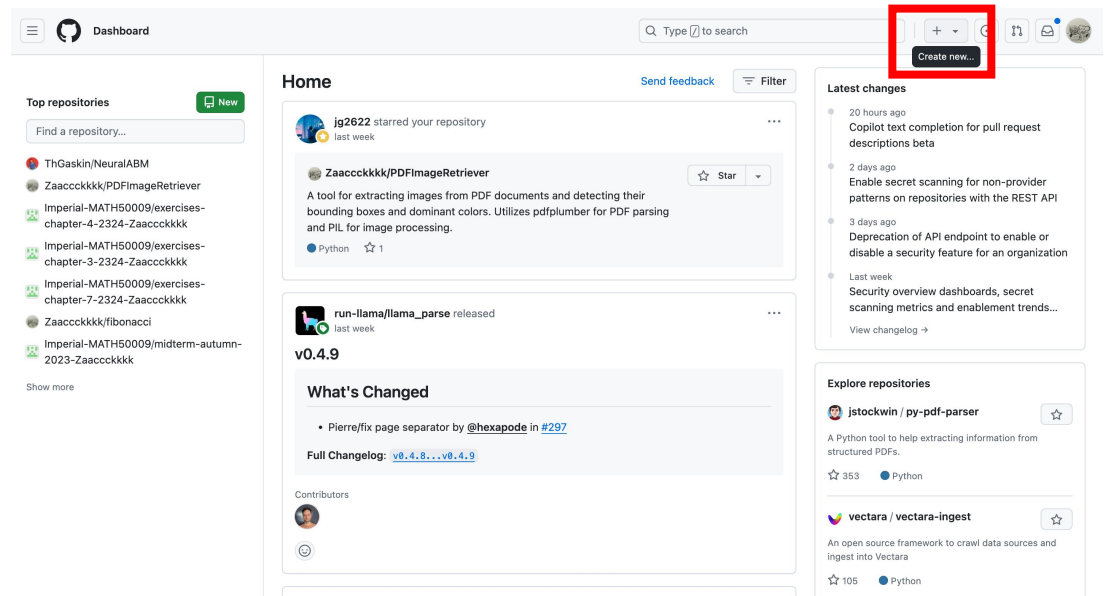 Dashboard
Type / to search
Create new...
Top repositories
New
Find a repository...
ThGaskin/NeuralABM
Zaaccckkkk/PDFImageRetriever
Imperial-MATH50009/exercises-
chapter-4-2324-Zaaccckkkk
Imperial-MATH50009/exercises-
chapter-3-2324-Zaaccckkkk
Imperial-MATH50009/exercises-
chapter-7-2324-Zaaccckkkk
Zaaccckkkk/fibonacci
Imperial-MATH50009/midterm-autumn-
2023-Zaaccckkkk
Show more
Home
Send feedback
Filter
jg2622 starred your repository
last week
Zaaccckkkk/PDFImageRetriever
Star
A tool for extracting images from PDF documents and detecting their
bounding boxes and dominant colors. Utilizes pdfplumber for PDF parsing
and PIL for image processing.
Python 1
run-llama/llama_parse released
last week
v0.4.9
What's Changed
• Pierre/fix page separator by @hexapode in #297
Full Changelog: v0.4.8...v0.4.9
Contributors
Latest changes
20 hours ago
Copilot text completion for pull request
descriptions beta
2 days ago
Enable secret scanning for non-provider
patterns on repositories with the REST API
3 days ago
Deprecation of API endpoint to enable or
disable a security feature for an organization
Last week
Security overview dashboards, secret
scanning metrics and enablement trends...
View changelog →
Explore repositories
jstockwin / py-pdf-parser
A Python tool to help extracting information from
structured PDFs.
353 Python
vectara / vectara-ingest
An open source framework to crawl data sources and
ingest into Vectara
105 Python